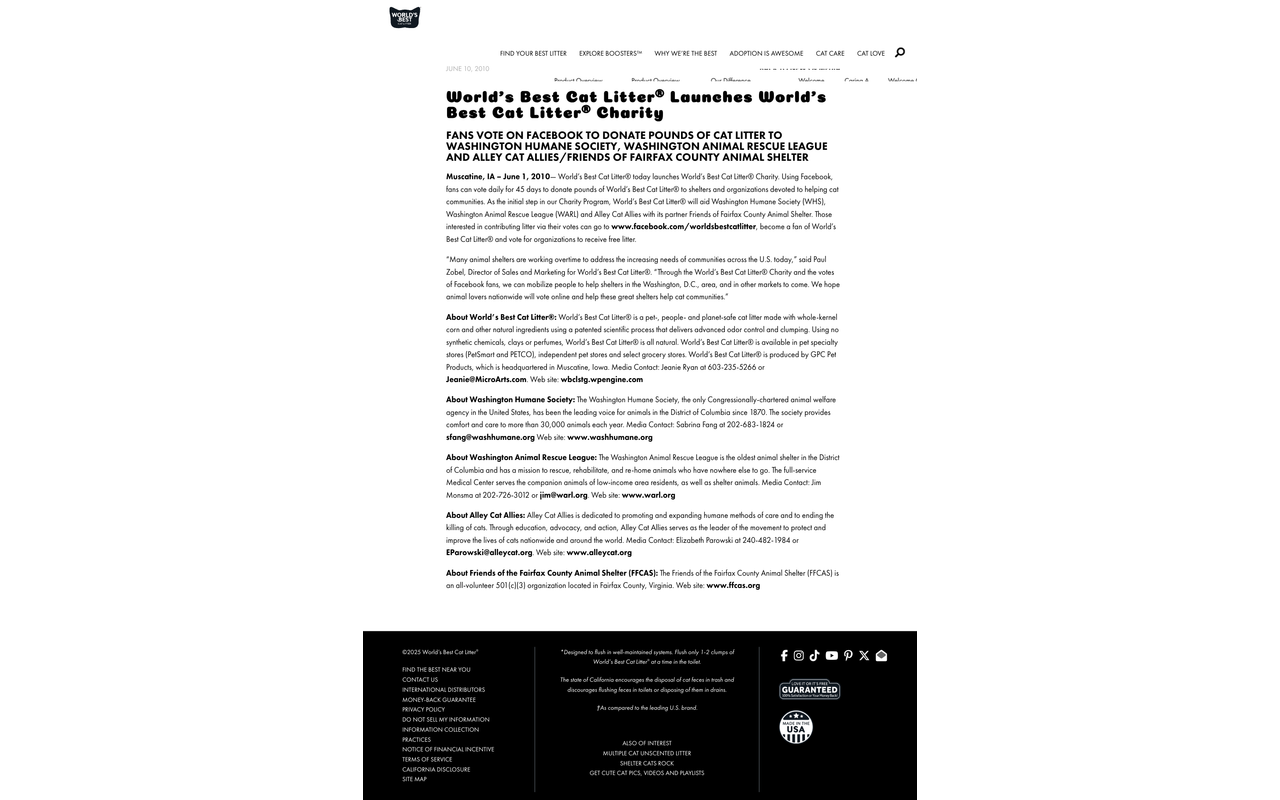 WORLD'S
BEST
FIND YOUR BEST LITTER EXPLORE BOOSTERS™ WHY WE'RE THE BEST ADOPTION IS AWESOME CAT CARE CAT LOVE
JUNE 10, 2010
Product Overview Product Overview Our Difference Welcome Caring A Welcome
World's Best Cat Litter® Launches World's
Best Cat Litter® Charity
FANS VOTE ON FACEBOOK TO DONATE POUNDS OF CAT LITTER TO
WASHINGTON HUMANE SOCIETY, WASHINGTON ANIMAL RESCUE LEAGUE
AND ALLEY CAT ALLIES/FRIENDS OF FAIRFAX COUNTY ANIMAL SHELTER
Muscatine, IA – June 1, 2010— World's Best Cat Litter® today launches World's Best Cat Litter® Charity. Using Facebook,
fans can vote daily for 45 days to donate pounds of World's Best Cat Litter® to shelters and organizations devoted to helping cat
communities. As the initial step in our Charity Program, World's Best Cat Litter® will aid Washington Humane Society (WHS),
Washington Animal Rescue League (WARL) and Alley Cat Allies with its partner Friends of Fairfax County Animal Shelter. Those
interested in contributing litter via their votes can go to www.facebook.com/worldsbestcatlitter, become a fan of World's
Best Cat Litter® and vote for organizations to receive free litter.
"Many animal shelters are working overtime to address the increasing needs of communities across the U.S. today," said Paul
Zobel, Director of Sales and Marketing for World's Best Cat Litter®. "Through the World's Best Cat Litter® Charity and the votes
of Facebook fans, we can mobilize people to help shelters in the Washington, D.C., area, and in other markets to come. We hope
animal lovers nationwide will vote online and help these great shelters help cat communities."
About World's Best Cat Litter®: World's Best Cat Litter® is a pet-, people- and planet-safe cat litter made with whole-kernel
corn and other natural ingredients using a patented scientific process that delivers advanced odor control and clumping. Using no
synthetic chemicals, clays or perfumes, World's Best Cat Litter® is all natural. World's Best Cat Litter® is available in pet specialty
stores (PetSmart and PETCO), independent pet stores and select grocery stores. World's Best Cat Litter® is produced by GPC Pet
Products, which is headquartered in Muscatine, Iowa. Media Contact: Jeanie Ryan at 603-235-5266 or
Jeanie@MicroArts.com. Web site: wbclstg.wpengine.com
About Washington Humane Society: The Washington Humane Society, the only Congressionally-chartered animal welfare
agency in the United States, has been the leading voice for animals in the District of Columbia since 1870. The society provides
comfort and care to more than 30,000 animals each year. Media Contact: Sabrina Fang at 202-683-1824 or
sfang@washhumane.org Web site: www.washhumane.org
About Washington Animal Rescue League: The Washington Animal Rescue League is the oldest animal shelter in the District
of Columbia and has a mission to rescue, rehabilitate, and re-home animals who have nowhere else to go. The full-service
Medical Center serves the companion animals of low-income area residents, as well as shelter animals. Media Contact: Jim
Monsma at 202-726-3012 or jim@warl.org. Web site: www.warl.org
About Alley Cat Allies: Alley Cat Allies is dedicated to promoting and expanding humane methods of care and to ending the
killing of cats. Through education, advocacy, and action, Alley Cat Allies serves as the leader of the movement to protect and
improve the lives of cats nationwide and around the world. Media Contact: Elizabeth Parowski at 240-482-1984 or
EParowski@alleycat.org. Web site: www.alleycat.org
About Friends of the Fairfax County Animal Shelter (FFCAS): The Friends of the Fairfax County Animal Shelter (FFCAS) is
an all-volunteer 501(c)(3) organization located in Fairfax County, Virginia. Web site: www.ffcas.org
©2025 World's Best Cat Litter®
FIND THE BEST NEAR YOU
CONTACT US
INTERNATIONAL DISTRIBUTORS
MONEY-BACK GUARANTEE
PRIVACY POLICY
DO NOT SELL MY INFORMATION
INFORMATION COLLECTION
PRACTICES
NOTICE OF FINANCIAL INCENTIVE
TERMS OF SERVICE
CALIFORNIA DISCLOSURE
SITE MAP
*Designed to flush in well-maintained systems. Flush only 1-2 clumps of
World's Best Cat Litter® at a time in the toilet.
The state of California encourages the disposal of cat feces in trash and
discourages flushing feces in toilets or disposing of them in drains.
†As compared to the leading U.S. brand.
ALSO OF INTEREST
MULTIPLE CAT UNSCENTED LITTER
SHELTER CATS ROCK
GET CUTE CAT PICS, VIDEOS AND PLAYLISTS
LOVE IT OR IT'S FREE
GUARANTEED
100% Satisfaction or Your Money Back!
MADE IN THE
USA